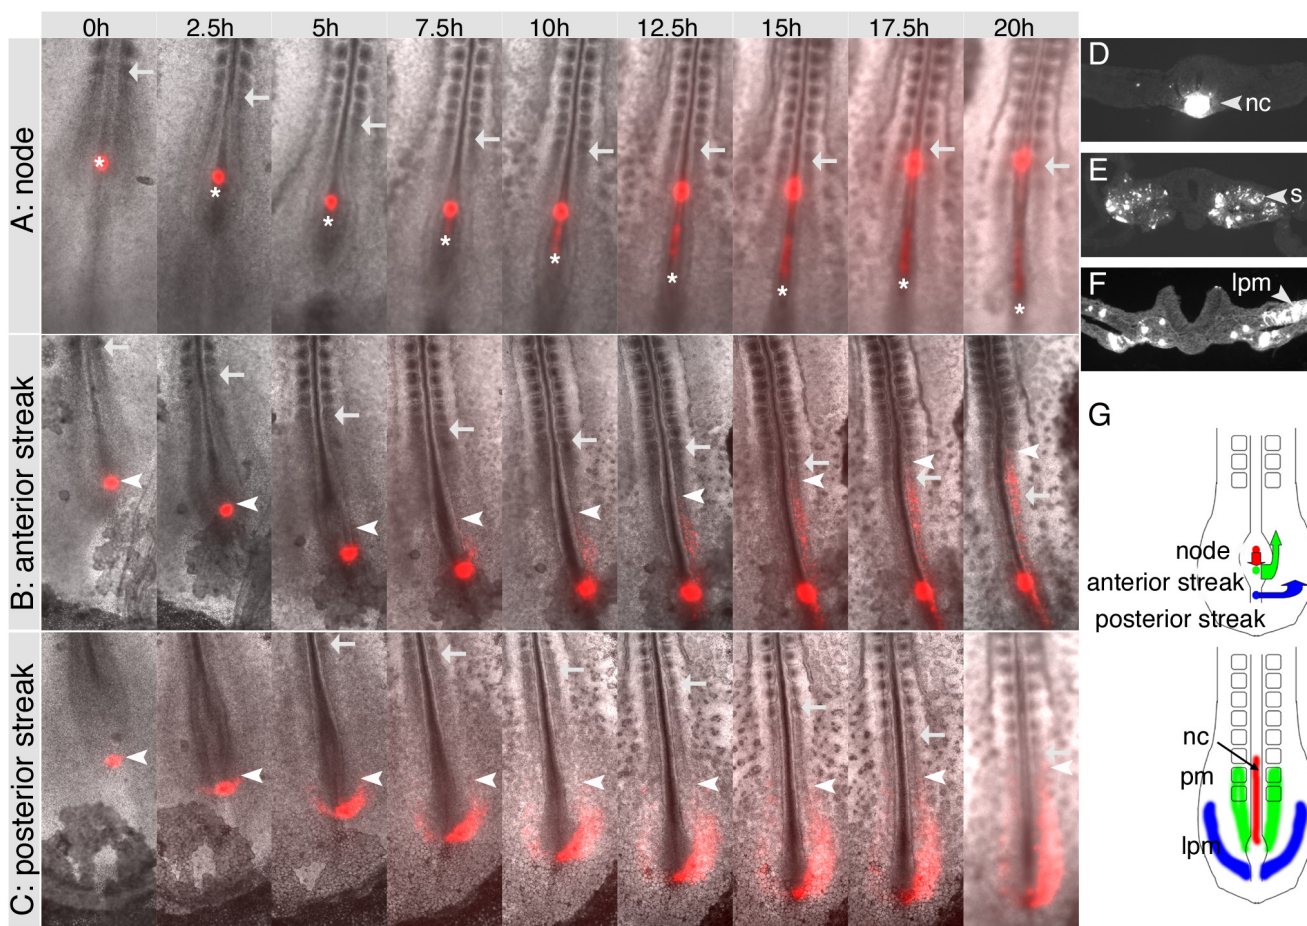 0h 2.5h 5h 7.5h 10h 12.5h 15h 17.5h 20h
A: node
*
* * * * * * * *
B: anterior streak
C: posterior streak
D
nc
E
s
F
lpm
G
node
anterior streak
posterior streak
nc
pm
lpm